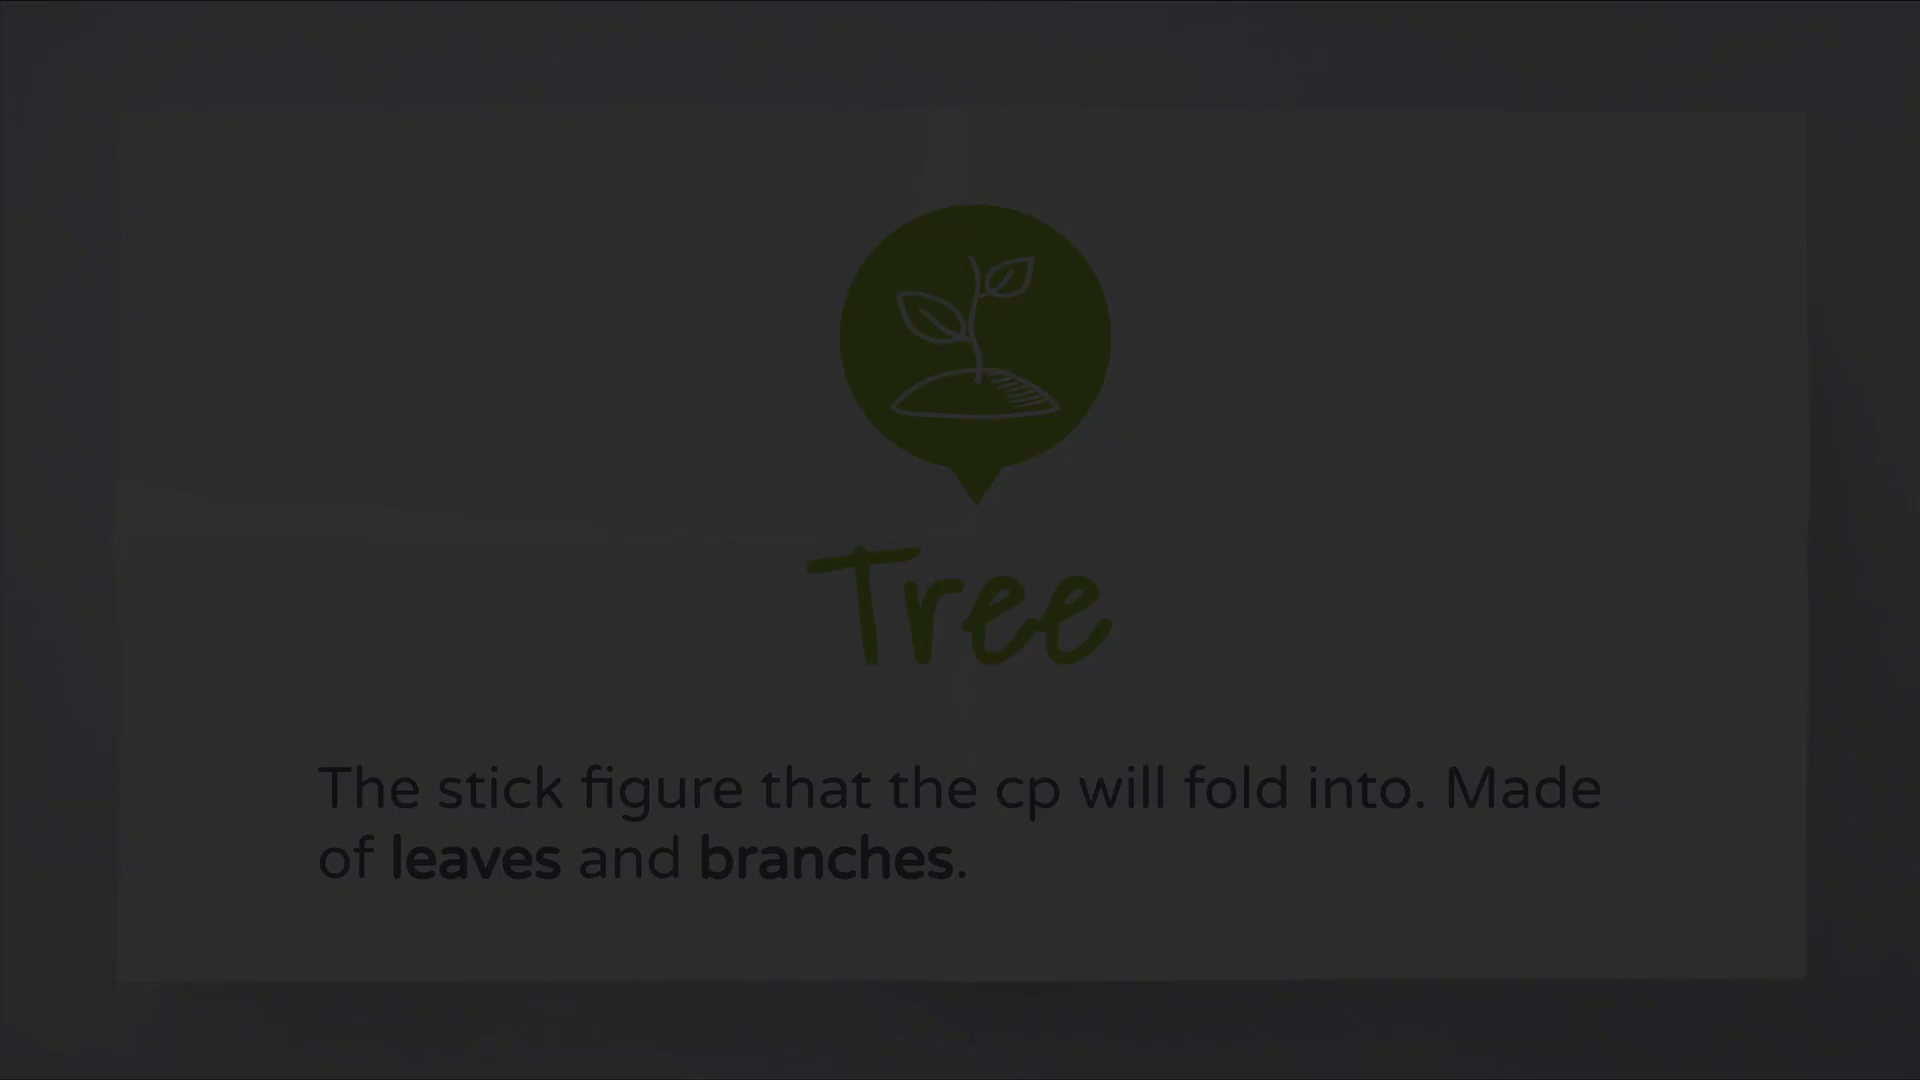 Tree
The stick figure that the cp will fold into. Made
of leaves and branches.